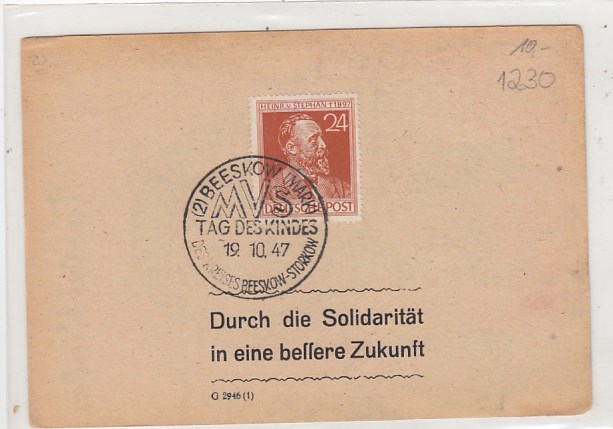 23.
10,-
1230
HEINR.V. STEPHAN †1897
24
DEUTSCHE POST
(2) BEESKOW (MARK)
MVS
TAG DES KINDES
19. 10. 47
DES KREISES BEESKOW-STORKOW
Durch die Solidarität
in eine beſſere Zukunft
G 2946 (1)